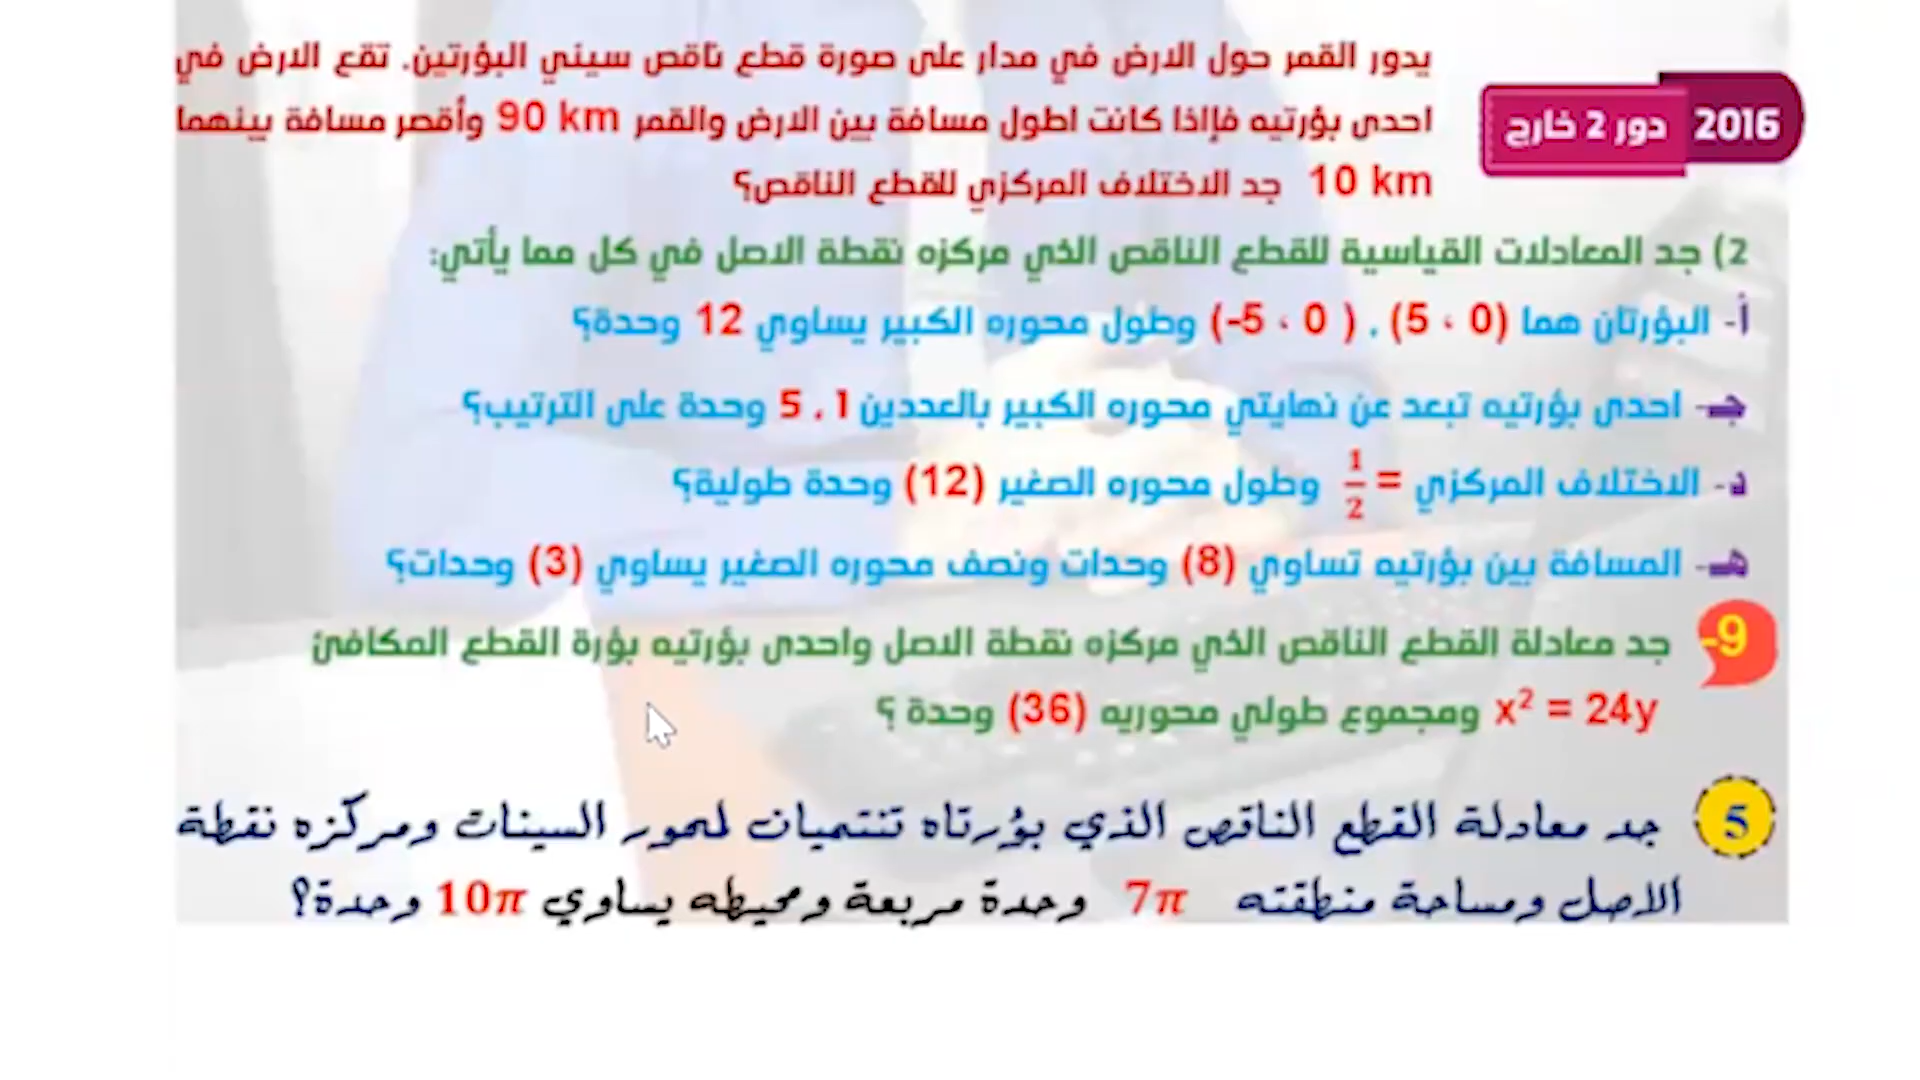 2016 دور 2 خارج
يدور القمر حول الارض في مدار على صورة قطع ناقص سيني البؤرتين. تقع الارض في
احدى بؤرتيه فإاذا كانت اطول مسافة بين الارض والقمر 90 km وأقصر مسافة بينهما
10 km جد الاختلاف المركزي للقطع الناقص؟
2) جد المعادلات القياسية للقطع الناقص الذي مركزه نقطة الاصل في كل مما يأتي:
أ- البؤرتان هما (5 ، 0) ، (-5 ، 0 ) وطول محوره الكبير يساوي 12 وحدة؟
جـ- احدى بؤرتيه تبعد عن نهايتي محوره الكبير بالعددين 1 ، 5 وحدة على الترتيب؟
د- الاختلاف المركزي = 1/2 وطول محوره الصغير (12) وحدة طولية؟
هـ- المسافة بين بؤرتيه تساوي (8) وحدات ونصف محوره الصغير يساوي (3) وحدات؟
9- جد معادلة القطع الناقص الذي مركزه نقطة الاصل واحدى بؤرتيه بؤرة القطع المكافئ
x² = 24y ومجموع طولي محوريه (36) وحدة ؟
5 جد معادلة القطع الناقص الذي بؤرتاه تنتميان لمحور السينات ومركزه نقطة
الاصل ومساحة منطقته 7π وحدة مربعة ومحيطه يساوي 10π وحدة؟